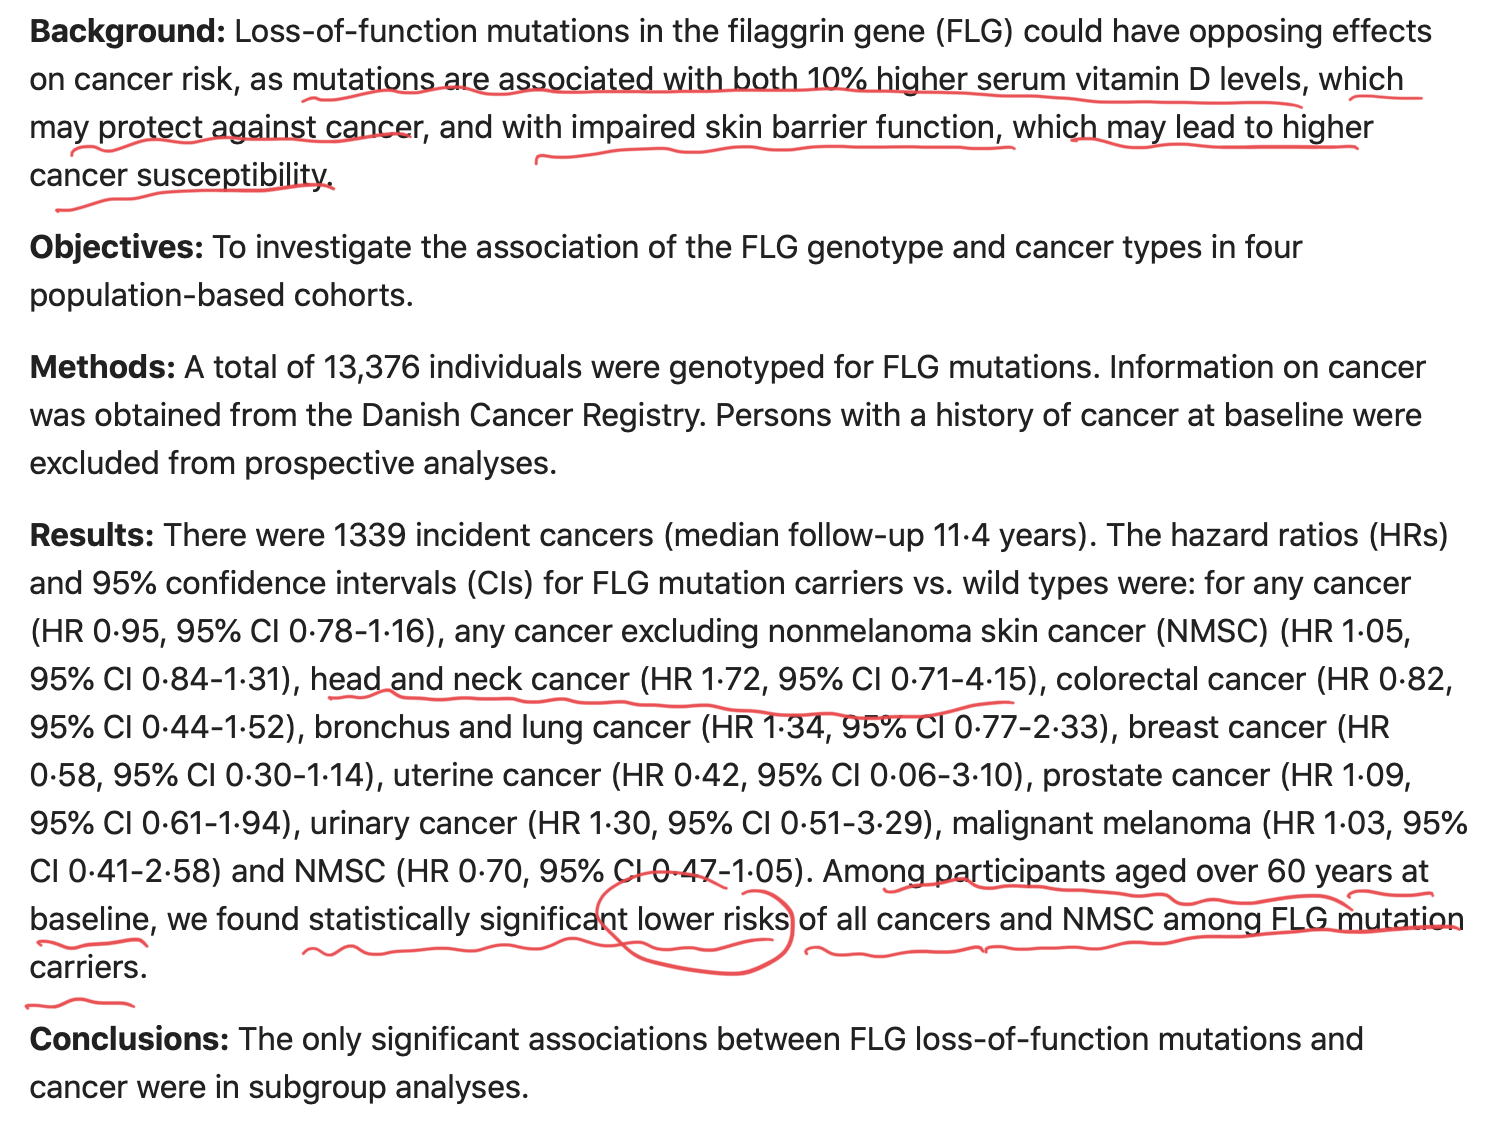 Background: Loss-of-function mutations in the filaggrin gene (FLG) could have opposing effects
on cancer risk, as mutations are associated with both 10% higher serum vitamin D levels, which
may protect against cancer, and with impaired skin barrier function, which may lead to higher
cancer susceptibility.
Objectives: To investigate the association of the FLG genotype and cancer types in four
population-based cohorts.
Methods: A total of 13,376 individuals were genotyped for FLG mutations. Information on cancer
was obtained from the Danish Cancer Registry. Persons with a history of cancer at baseline were
excluded from prospective analyses.
Results: There were 1339 incident cancers (median follow-up 11·4 years). The hazard ratios (HRs)
and 95% confidence intervals (CIs) for FLG mutation carriers vs. wild types were: for any cancer
(HR 0·95, 95% CI 0·78-1·16), any cancer excluding nonmelanoma skin cancer (NMSC) (HR 1·05,
95% CI 0·84-1·31), head and neck cancer (HR 1·72, 95% CI 0·71-4·15), colorectal cancer (HR 0·82,
95% CI 0·44-1·52), bronchus and lung cancer (HR 1·34, 95% CI 0·77-2·33), breast cancer (HR
0·58, 95% CI 0·30-1·14), uterine cancer (HR 0·42, 95% CI 0·06-3·10), prostate cancer (HR 1·09,
95% CI 0·61-1·94), urinary cancer (HR 1·30, 95% CI 0·51-3·29), malignant melanoma (HR 1·03, 95%
CI 0·41-2·58) and NMSC (HR 0·70, 95% CI 0·47-1·05). Among participants aged over 60 years at
baseline, we found statistically significant lower risks of all cancers and NMSC among FLG mutation
carriers.
Conclusions: The only significant associations between FLG loss-of-function mutations and
cancer were in subgroup analyses.